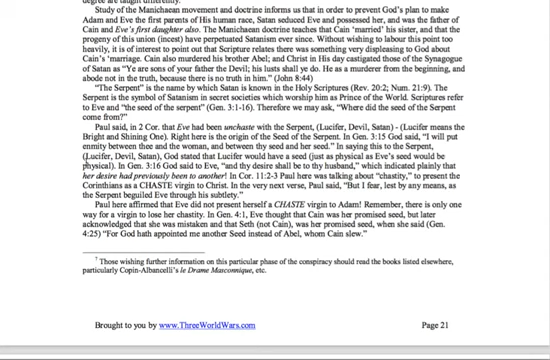 degree are taught differently.
Study of the Manichaean movement and doctrine informs us that in order to prevent God's plan to make
Adam and Eve the first parents of His human race, Satan seduced Eve and possessed her, and was the father of
Cain and Eve's first daughter also. The Manichaean doctrine teaches that Cain 'married' his sister, and that the
progeny of this union (incest) have perpetuated Satanism ever since. Without wishing to labour this point too
heavily, it is of interest to point out that Scripture relates there was something very displeasing to God about
Cain's 'marriage. Cain also murdered his brother Abel; and Christ in His day castigated those of the Synagogue
of Satan as "Ye are sons of your father the Devil; his lusts shall ye do. He as a murderer from the beginning, and
abode not in the truth, because there is no truth in him." (John 8:44)
"The Serpent" is the name by which Satan is known in the Holy Scriptures (Rev. 20:2; Num. 21:9). The
Serpent is the symbol of Satanism in secret societies which worship him as Prince of the World. Scriptures refer
to Eve and "the seed of the serpent" (Gen. 3:1-16). Therefore we may ask, "Where did the seed of the Serpent
come from?"
Paul said, in 2 Cor. that Eve had been unchaste with the Serpent, (Lucifer, Devil, Satan) - (Lucifer means the
Bright and Shining One). Right here is the origin of the Seed of the Serpent. In Gen. 3:15 God said, "I will put
enmity between thee and the woman, and between thy seed and her seed." In saying this to the Serpent,
(Lucifer, Devil, Satan), God stated that Lucifer would have a seed (just as physical as Eve's seed would be
physical). In Gen. 3:16 God said to Eve, "and thy desire shall be to thy husband," which indicated plainly that
her desire had previously been to another! In Cor. 11:2-3 Paul here was talking about "chastity," to present the
Corinthians as a CHASTE virgin to Christ. In the very next verse, Paul said, "But I fear, lest by any means, as
the Serpent beguiled Eve through his subtlety."
Paul here affirmed that Eve did not present herself a CHASTE virgin to Adam! Remember, there is only one
way for a virgin to lose her chastity. In Gen. 4:1, Eve thought that Cain was her promised seed, but later
acknowledged that she was mistaken and that Seth (not Cain), was her promised seed, when she said (Gen.
4:25) "For God hath appointed me another Seed instead of Abel, whom Cain slew."
7 Those wishing further information on this particular phase of the conspiracy should read the books listed elsewhere,
particularly Copin-Albancelli's le Drame Masconnique, etc.
Brought to you by www.ThreeWorldWars.com Page 21